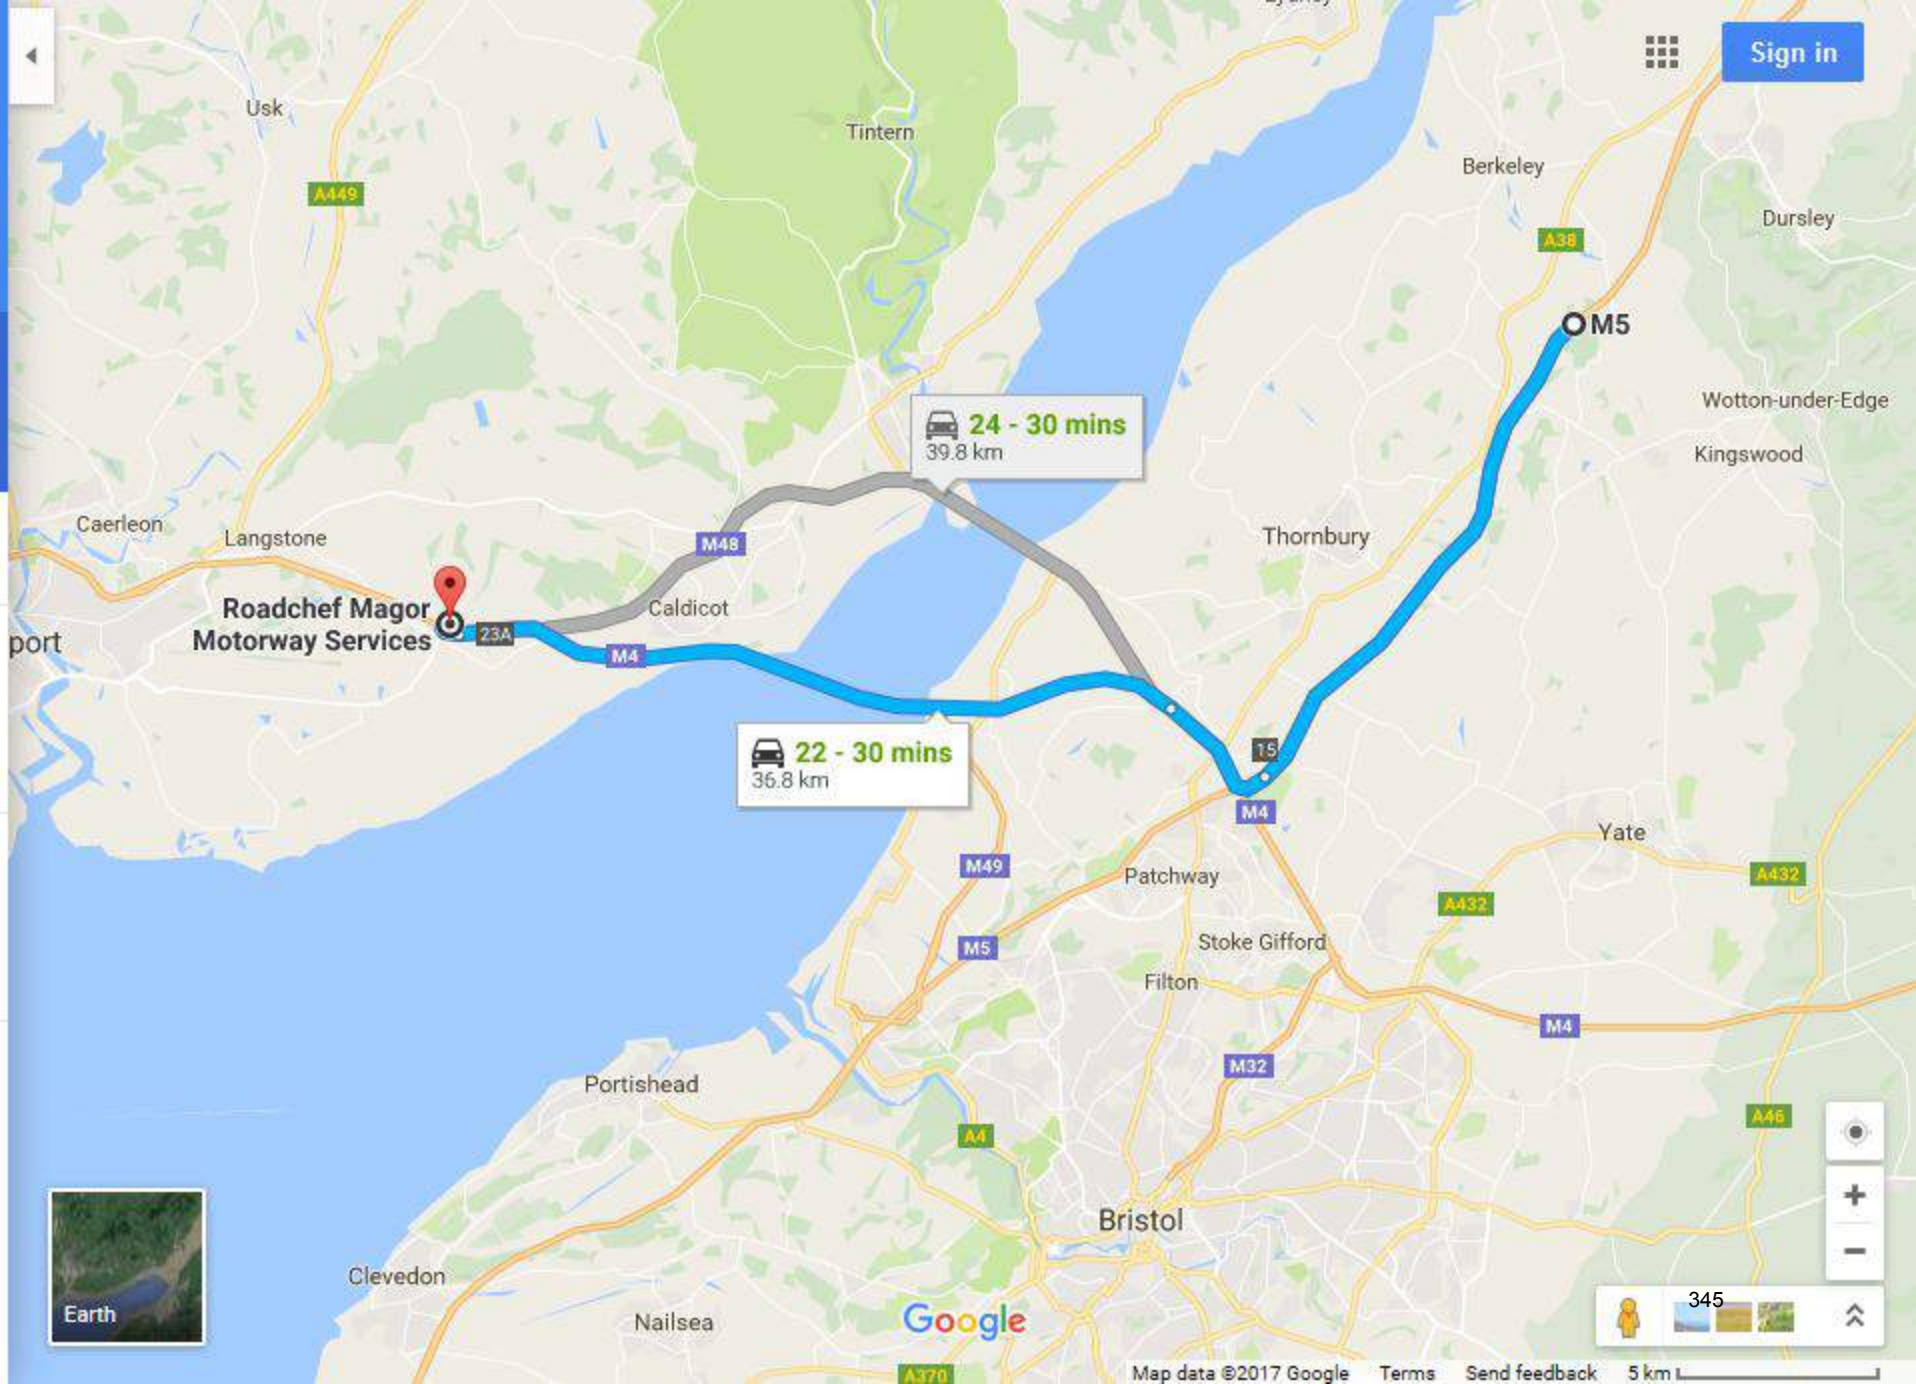 Sign in
Usk
Tintern
Berkeley
A449
Dursley
A38
M5
Wotton-under-Edge
24 - 30 mins
39.8 km
Kingswood
Caerleon
Langstone
M48
Thornbury
Roadchef Magor
Motorway Services
23A
Caldicot
port
M4
15
22 - 30 mins
36.8 km
M4
Yate
M49
Patchway
A432
A432
M5
Stoke Gifford
Filton
M4
M32
Portishead
A46
A4
Bristol
Clevedon
Earth
Nailsea
Google
345
A370
Map data ©2017 Google Terms Send feedback 5 km